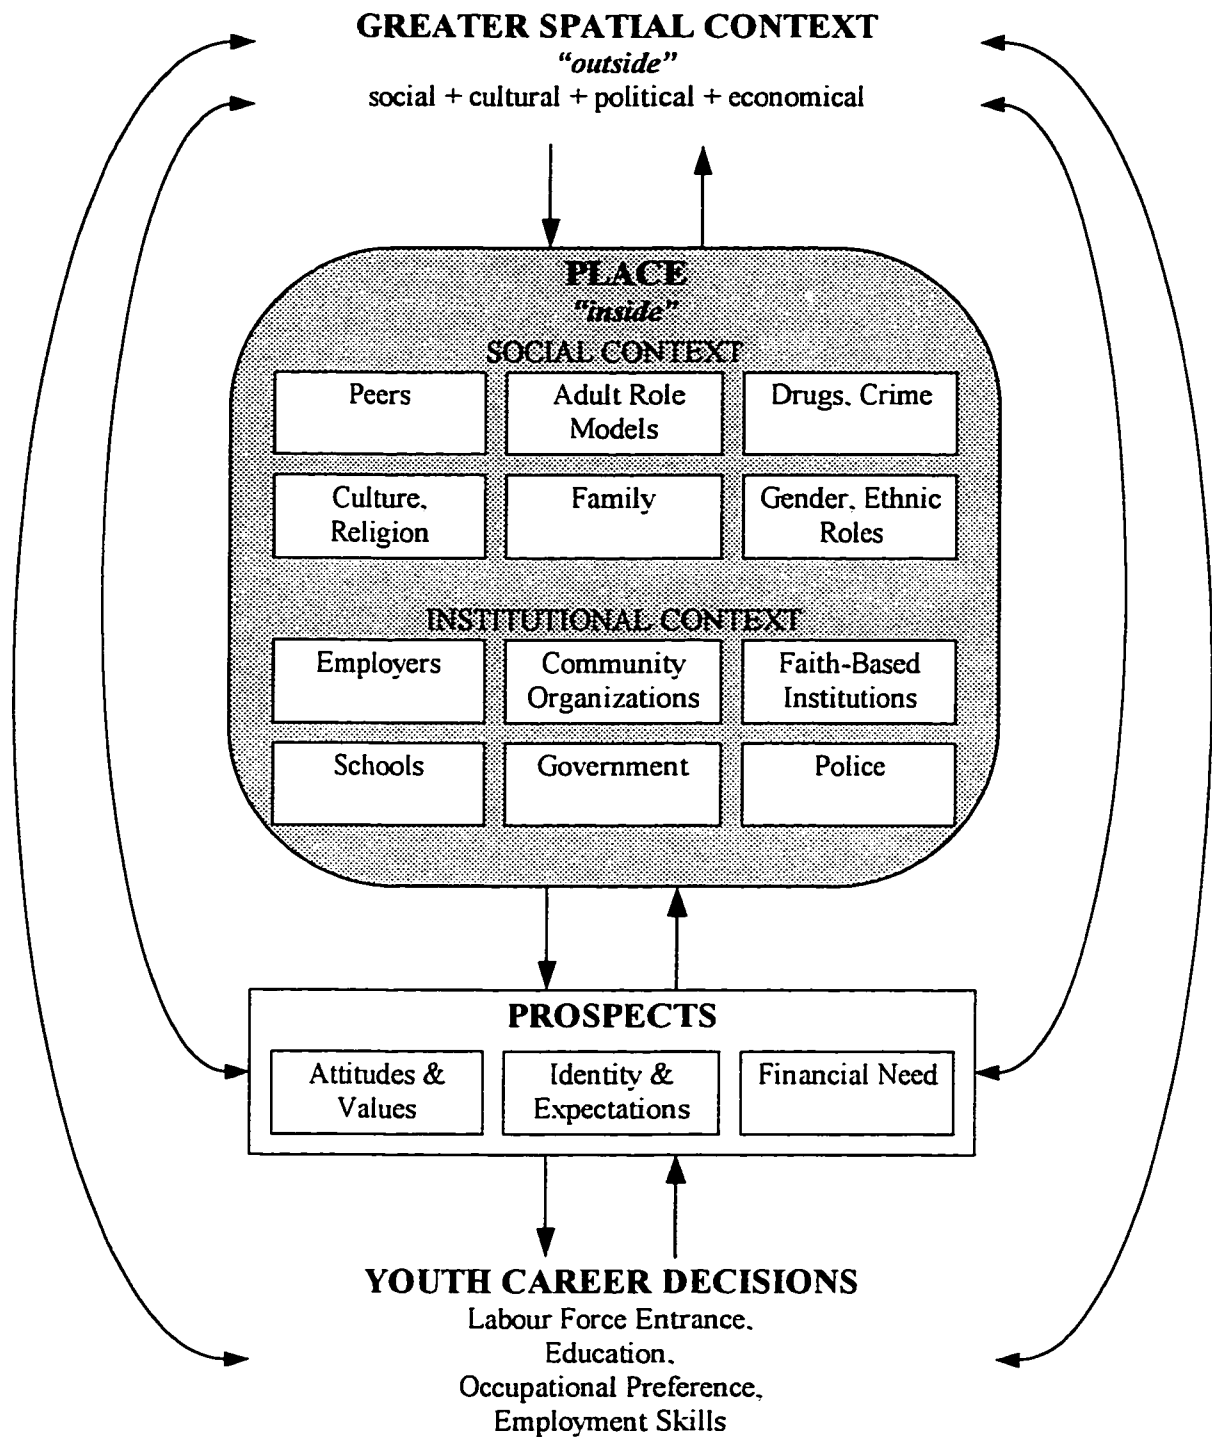 GREATER SPATIAL CONTEXT
“outside”
social + cultural + political + economical
PLACE
“inside”
SOCIAL CONTEXT
Peers
Adult Role
Models
Drugs, Crime
Culture,
Religion
Family
Gender, Ethnic
Roles
INSTITUTIONAL CONTEXT
Employers
Community
Organizations
Faith-Based
Institutions
Schools
Government
Police
PROSPECTS
Attitudes &
Values
Identity &
Expectations
Financial Need
YOUTH CAREER DECISIONS
Labour Force Entrance,
Education,
Occupational Preference,
Employment Skills